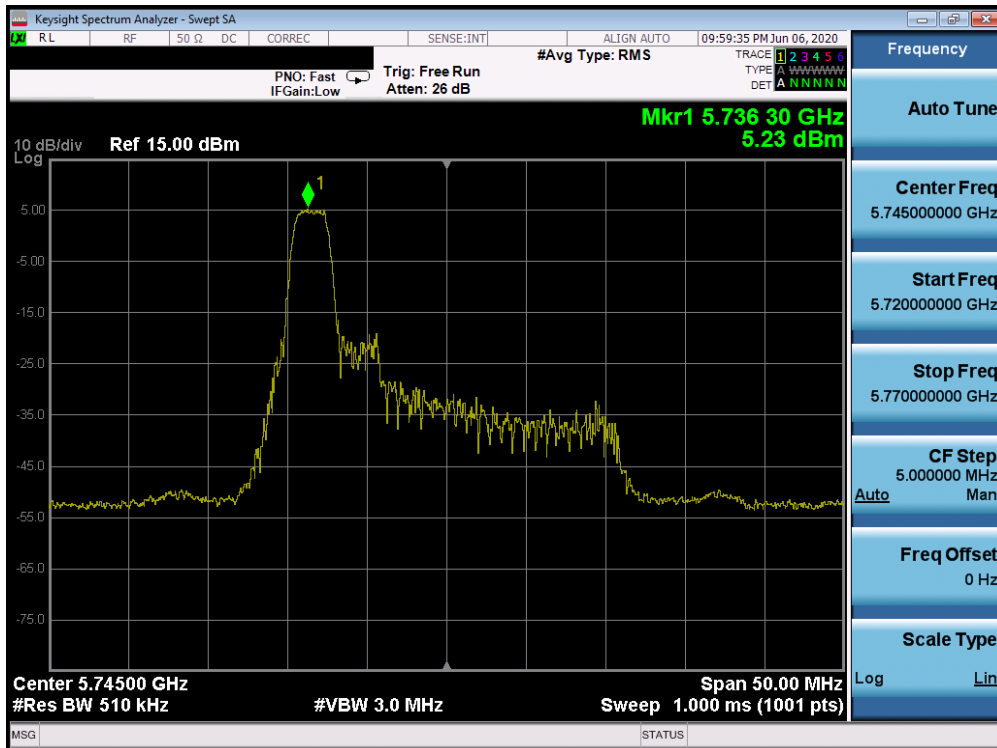 Keysight Spectrum Analyzer - Swept SA
LXI RL RF 50 Ω DC CORREC SENSE:INT ALIGN AUTO 09:59:35 PM Jun 06, 2020
#Avg Type: RMS
TRACE 1 2 3 4 5 6
PNO: Fast Trig: Free Run
TYPE A WWWWW
IFGain:Low Atten: 26 dB
DET A N N N N N
Mkr1 5.736 30 GHz
5.23 dBm
10 dB/div Ref 15.00 dBm
Log
1
5.00
-5.00
-15.0
-25.0
-35.0
-45.0
-55.0
-65.0
-75.0
Center 5.74500 GHz Span 50.00 MHz
#Res BW 510 kHz #VBW 3.0 MHz Sweep 1.000 ms (1001 pts)
MSG STATUS
Frequency
Auto Tune
Center Freq
5.745000000 GHz
Start Freq
5.720000000 GHz
Stop Freq
5.770000000 GHz
CF Step
5.000000 MHz
Auto Man
Freq Offset
0 Hz
Scale Type
Log Lin